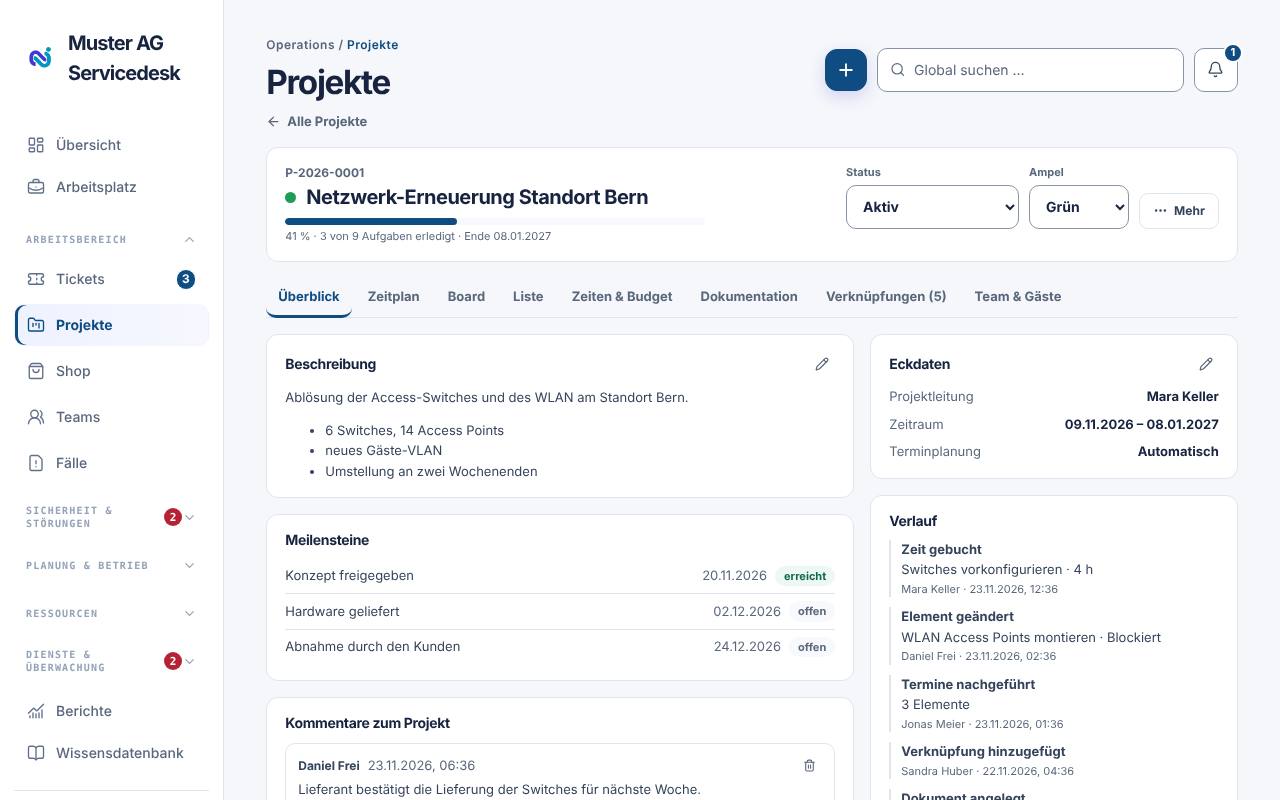 Muster AG
Servicedesk
Übersicht
Arbeitsplatz
ARBEITSBEREICH
Tickets 3
Projekte
Shop
Teams
Fälle
SICHERHEIT &
STÖRUNGEN 2
PLANUNG & BETRIEB
RESSOURCEN
DIENSTE &
ÜBERWACHUNG 2
Berichte
Wissensdatenbank
Operations / Projekte
Projekte
Global suchen ...
1
Alle Projekte
P-2026-0001
Netzwerk-Erneuerung Standort Bern
41 % · 3 von 9 Aufgaben erledigt · Ende 08.01.2027
Status
Aktiv
Ampel
Grün
Mehr
Überblick Zeitplan Board Liste Zeiten & Budget Dokumentation Verknüpfungen (5) Team & Gäste
Beschreibung
Ablösung der Access-Switches und des WLAN am Standort Bern.
• 6 Switches, 14 Access Points
• neues Gäste-VLAN
• Umstellung an zwei Wochenenden
Meilensteine
Konzept freigegeben 20.11.2026 erreicht
Hardware geliefert 02.12.2026 offen
Abnahme durch den Kunden 24.12.2026 offen
Kommentare zum Projekt
Daniel Frei 23.11.2026, 06:36
Lieferant bestätigt die Lieferung der Switches für nächste Woche.
Eckdaten
Projektleitung Mara Keller
Zeitraum 09.11.2026 – 08.01.2027
Terminplanung Automatisch
Verlauf
Zeit gebucht
Switches vorkonfigurieren · 4 h
Mara Keller · 23.11.2026, 12:36
Element geändert
WLAN Access Points montieren · Blockiert
Daniel Frei · 23.11.2026, 02:36
Termine nachgeführt
3 Elemente
Jonas Meier · 23.11.2026, 01:36
Verknüpfung hinzugefügt
Sandra Huber · 22.11.2026, 04:36
Dokument angelegt